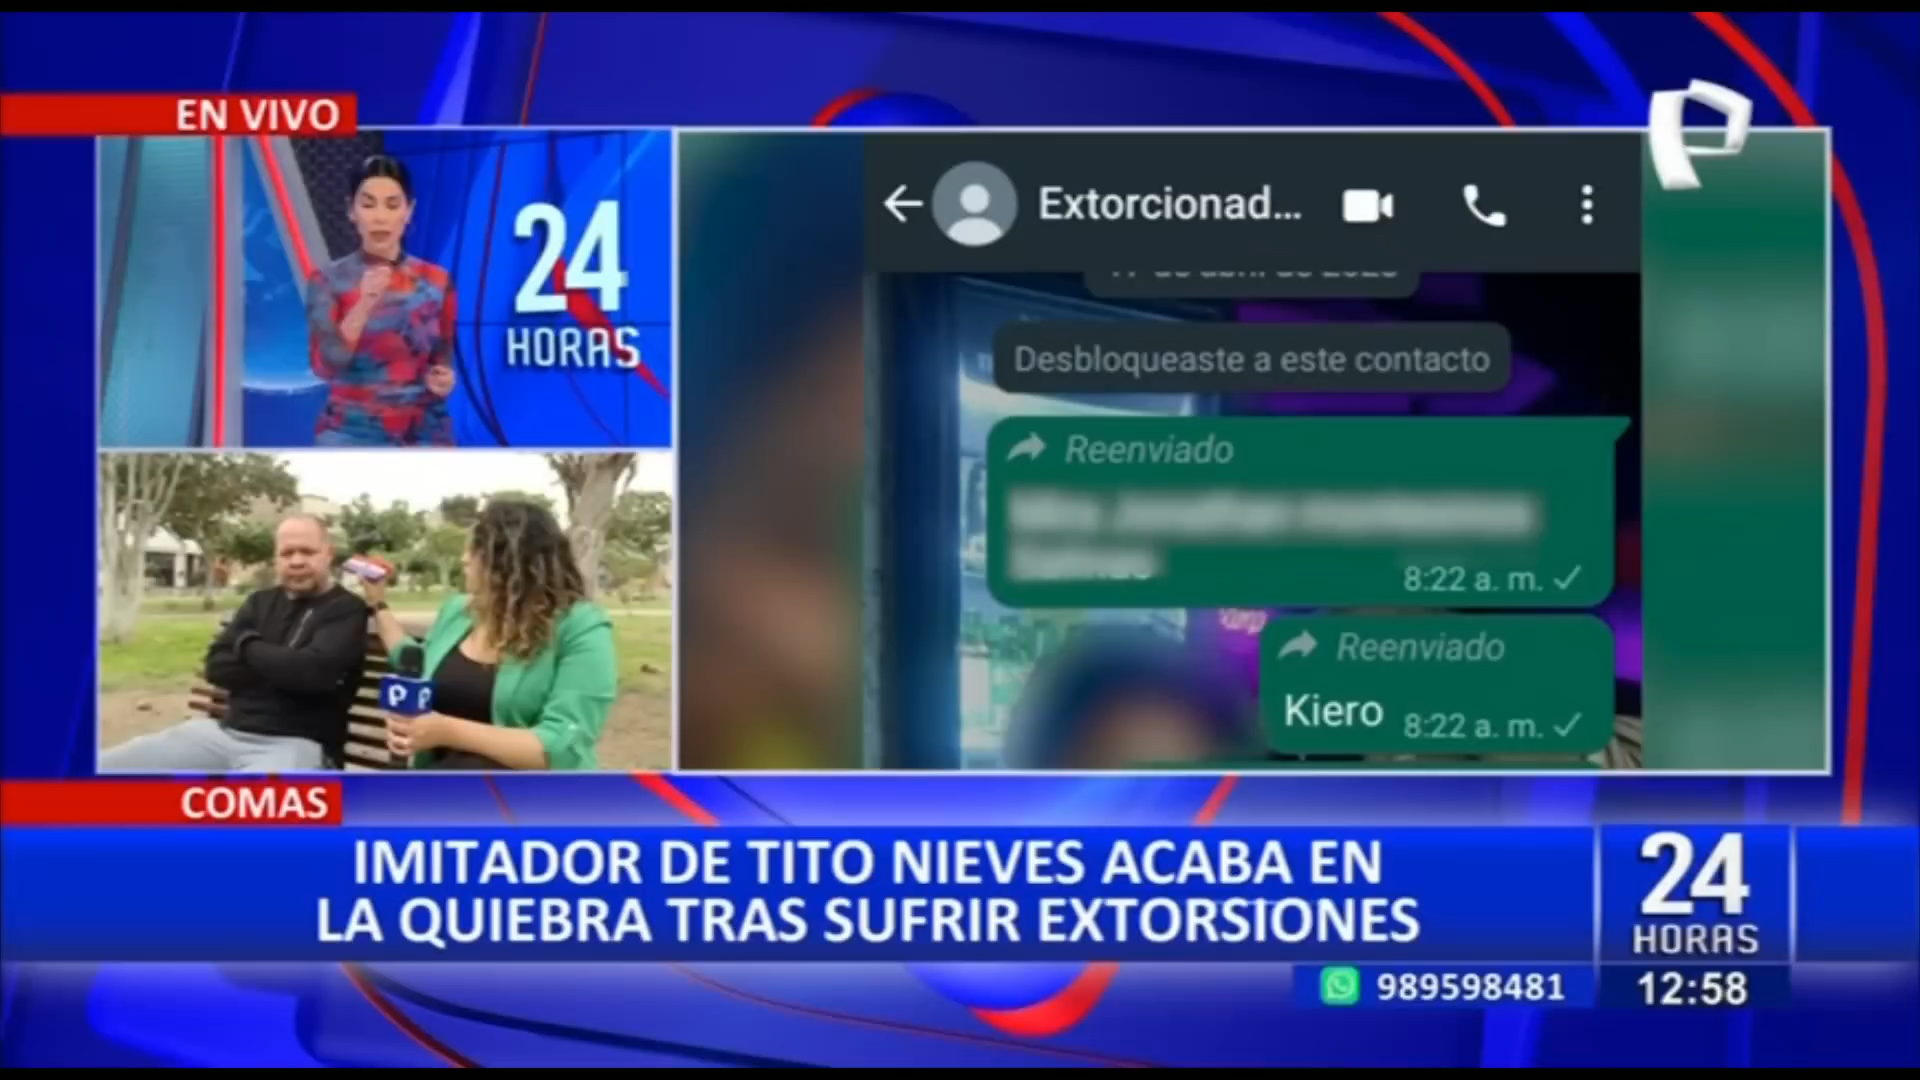 EN VIVO
24
HORAS
Extorcionad...
Desbloqueaste a este contacto
Reenviado
8:22 a. m.
Reenviado
Kiero
8:22 a. m.
COMAS
IMITADOR DE TITO NIEVES ACABA EN
LA QUIEBRA TRAS SUFRIR EXTORSIONES
24
HORAS
989598481
12:58